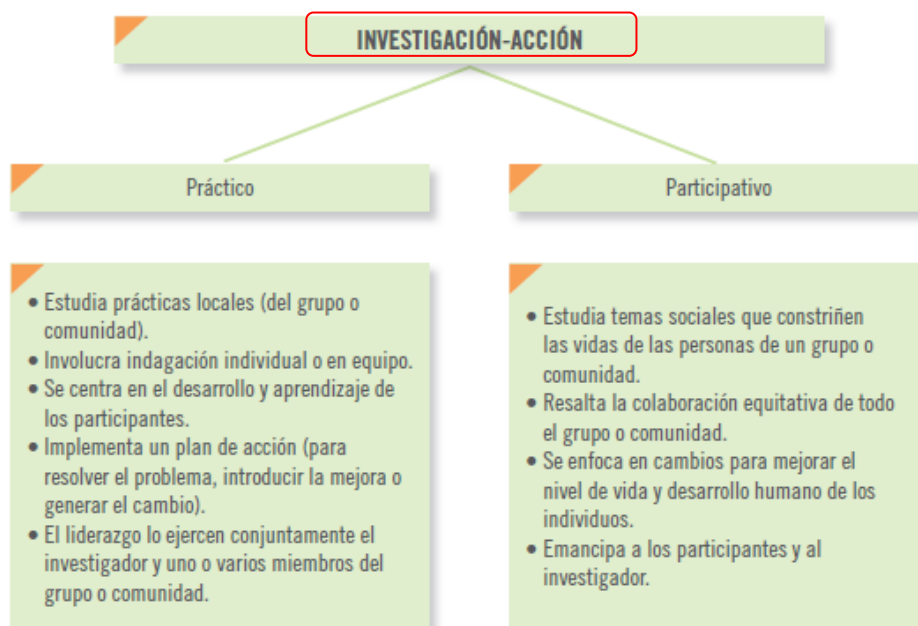 INVESTIGACIÓN-ACCIÓN
Práctico
• Estudia prácticas locales (del grupo o
comunidad).
• Involucra indagación individual o en equipo.
• Se centra en el desarrollo y aprendizaje de
los participantes.
• Implementa un plan de acción (para
resolver el problema, introducir la mejora o
generar el cambio).
• El liderazgo lo ejercen conjuntamente el
investigador y uno o varios miembros del
grupo o comunidad.
Participativo
• Estudia temas sociales que constriñen
las vidas de las personas de un grupo o
comunidad.
• Resalta la colaboración equitativa de todo
el grupo o comunidad.
• Se enfoca en cambios para mejorar el
nivel de vida y desarrollo humano de los
individuos.
• Emancipa a los participantes y al
investigador.